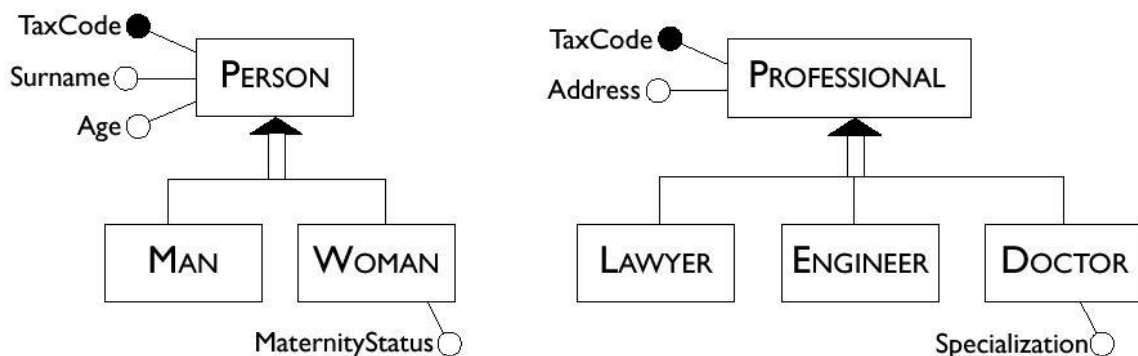 TaxCode
Surname
Age
PERSON
MAN
WOMAN
MaternityStatus
TaxCode
Address
PROFESSIONAL
LAWYER
ENGINEER
DOCTOR
Specialization